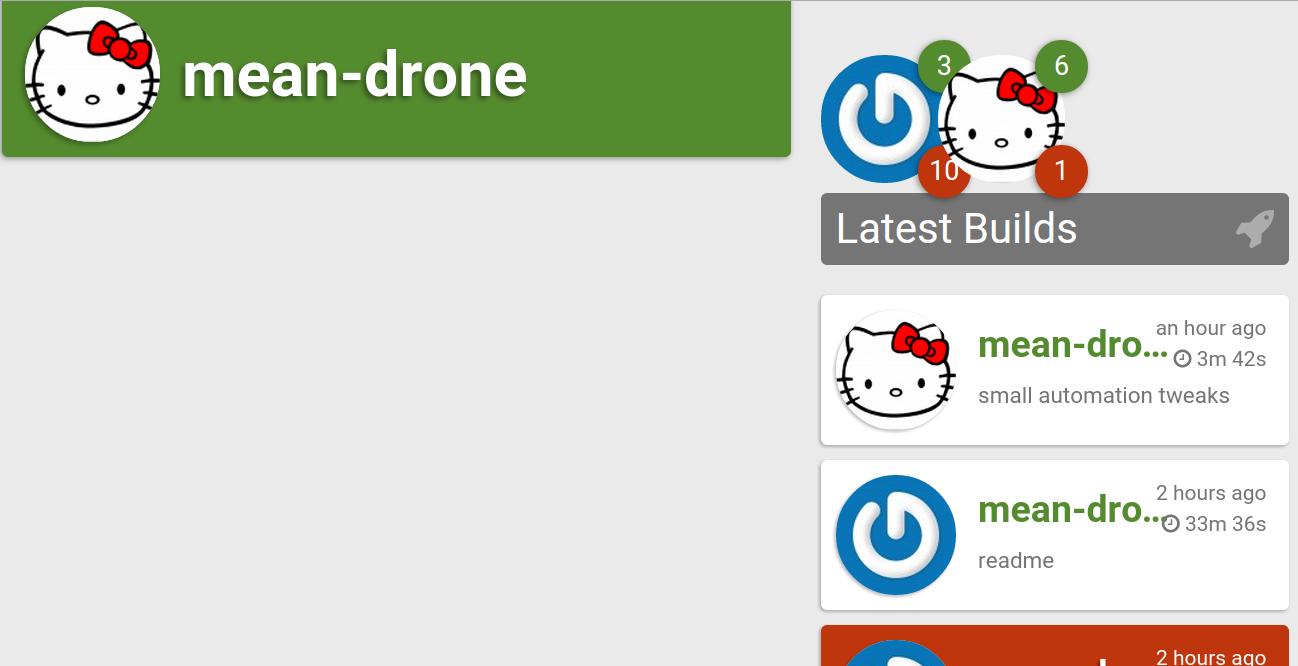 mean-drone
3
6
10
1
Latest Builds
mean-dro...
an hour ago
3m 42s
small automation tweaks
mean-dro...
2 hours ago
33m 36s
readme
2 hours ago